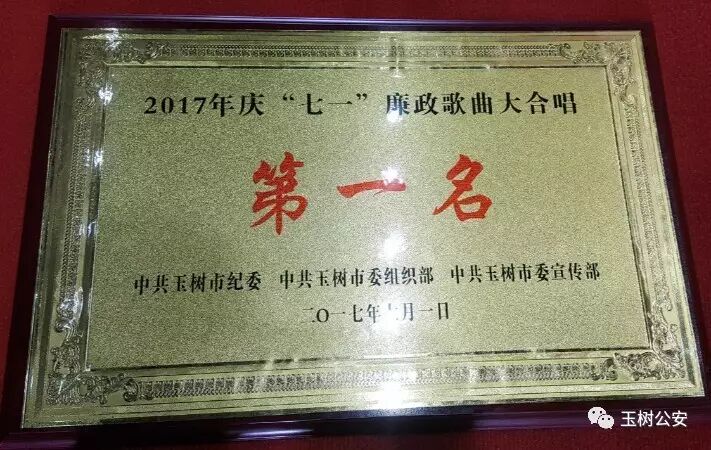 2017年庆“七一”廉政歌曲大合唱
第一名
中共玉树市纪委 中共玉树市委组织部 中共玉树市委宣传部
二〇一七年七月一日
玉树公安